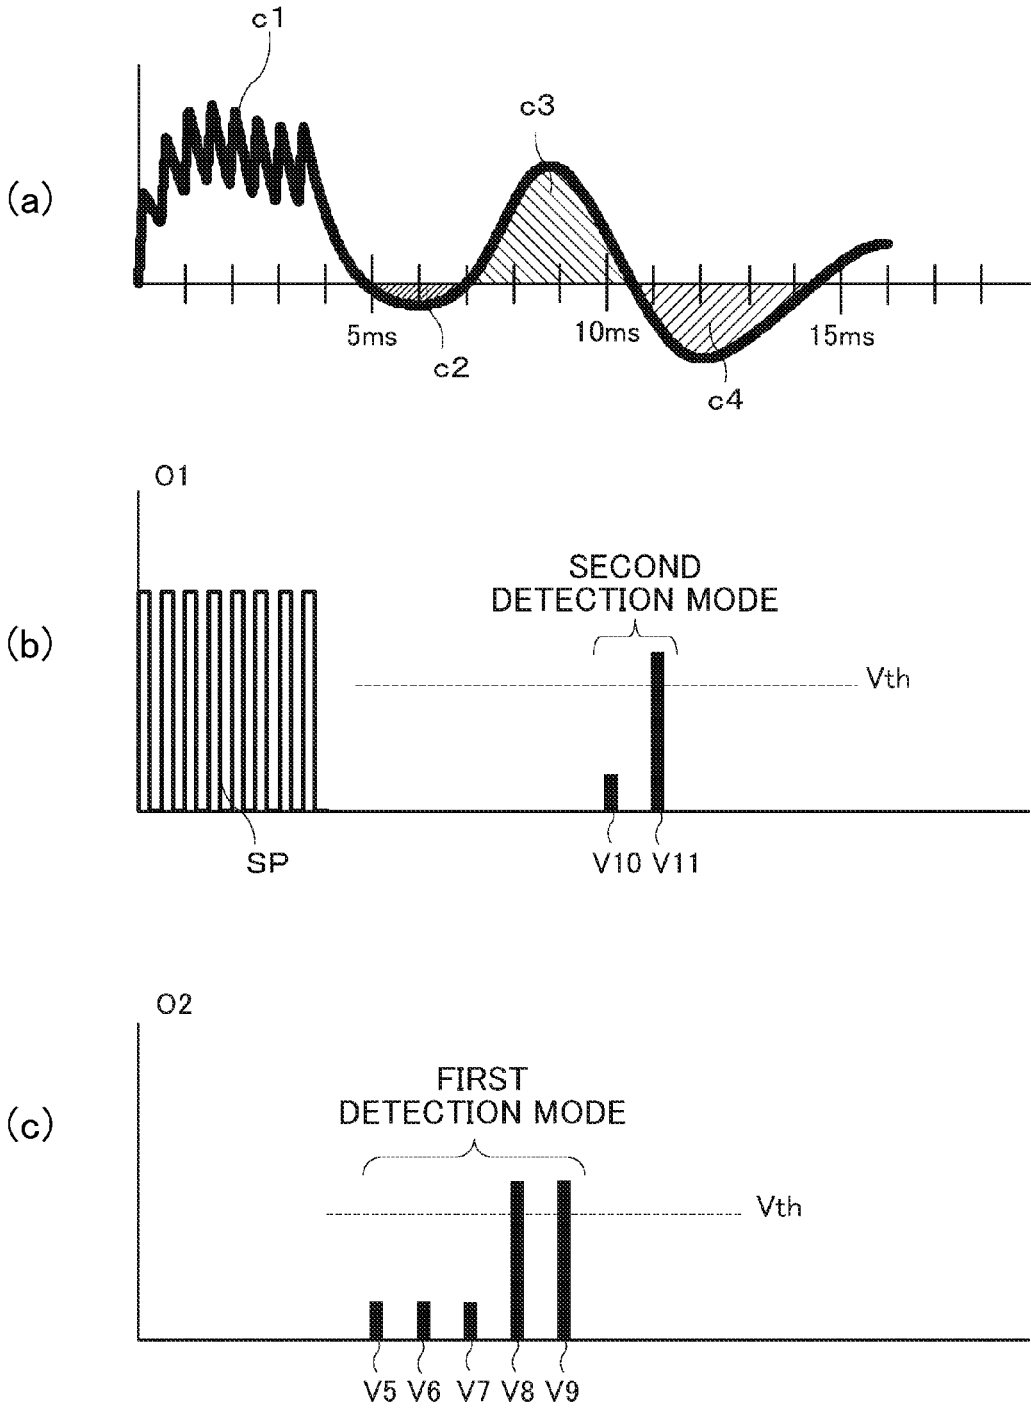 c1
c3
(a)
5ms
10ms
15ms
c2
c4
O1
SECOND
DETECTION MODE
(b)
Vth
SP
V10 V11
O2
FIRST
DETECTION MODE
(c)
Vth
V5 V6 V7 V8 V9